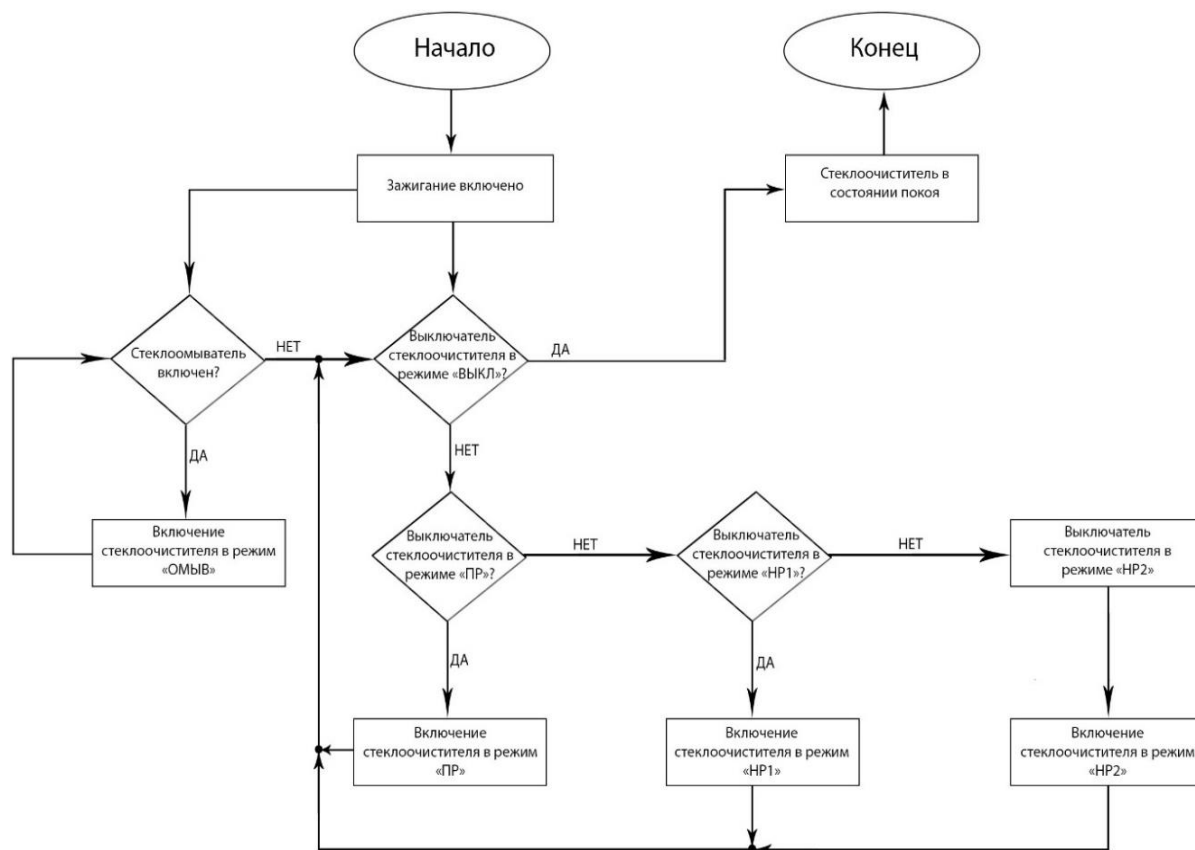 Начало
Конец
Зажигание включено
Стеклоочиститель в
состоянии покоя
Стеклоомыватель
включен?
НЕТ
Выключатель
стеклоочистителя в
режиме «ВЫКЛ»?
ДА
ДА
НЕТ
Включение
стеклоочистителя в режим
«ОМЫВ»
Выключатель
стеклоочистителя в
режиме «ПР»?
НЕТ
Выключатель
стеклоочистителя в
режиме «НР1»?
НЕТ
Выключатель
стеклоочистителя в
режиме «НР2»
ДА
ДА
Включение
стеклоочистителя в режим
«ПР»
Включение
стеклоочистителя в режим
«НР1»
Включение
стеклоочистителя в режим
«НР2»